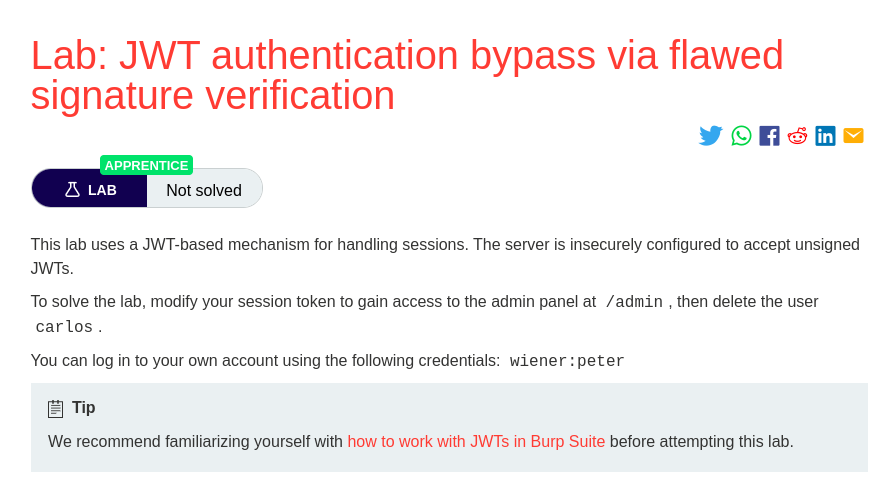 Lab: JWT authentication bypass via flawed
signature verification
APPRENTICE
LAB Not solved
This lab uses a JWT-based mechanism for handling sessions. The server is insecurely configured to accept unsigned
JWTs.
To solve the lab, modify your session token to gain access to the admin panel at /admin, then delete the user
carlos.
You can log in to your own account using the following credentials: wiener:peter
Tip
We recommend familiarizing yourself with how to work with JWTs in Burp Suite before attempting this lab.